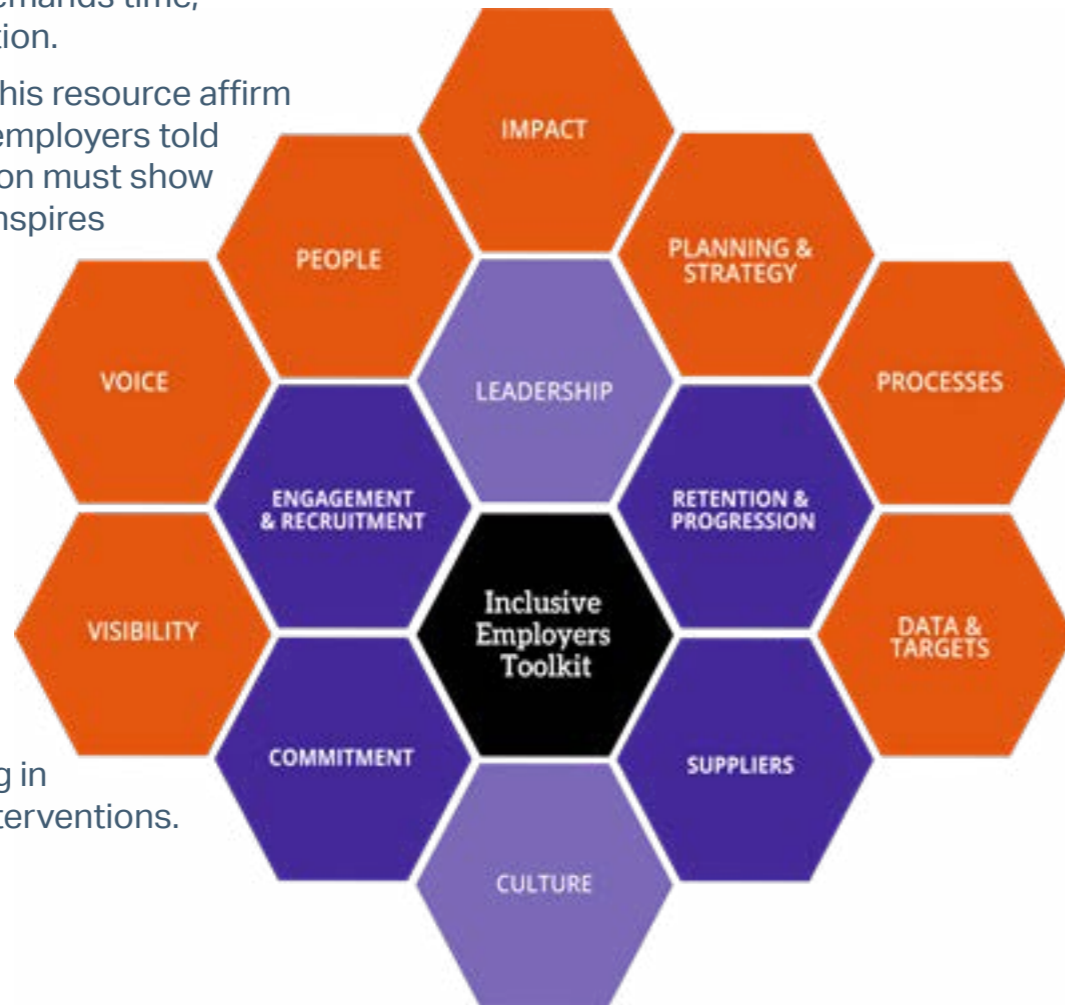 emands time,
tion.
his resource affirm
employers told
on must show
nspires
IMPACT
PEOPLE
PLANNING &
STRATEGY
VOICE
LEADERSHIP
PROCESSES
ENGAGEMENT
& RECRUITMENT
RETENTION &
PROGRESSION
VISIBILITY
Inclusive
Employers
Toolkit
DATA &
TARGETS
COMMITMENT
SUPPLIERS
g in
terventions.
CULTURE